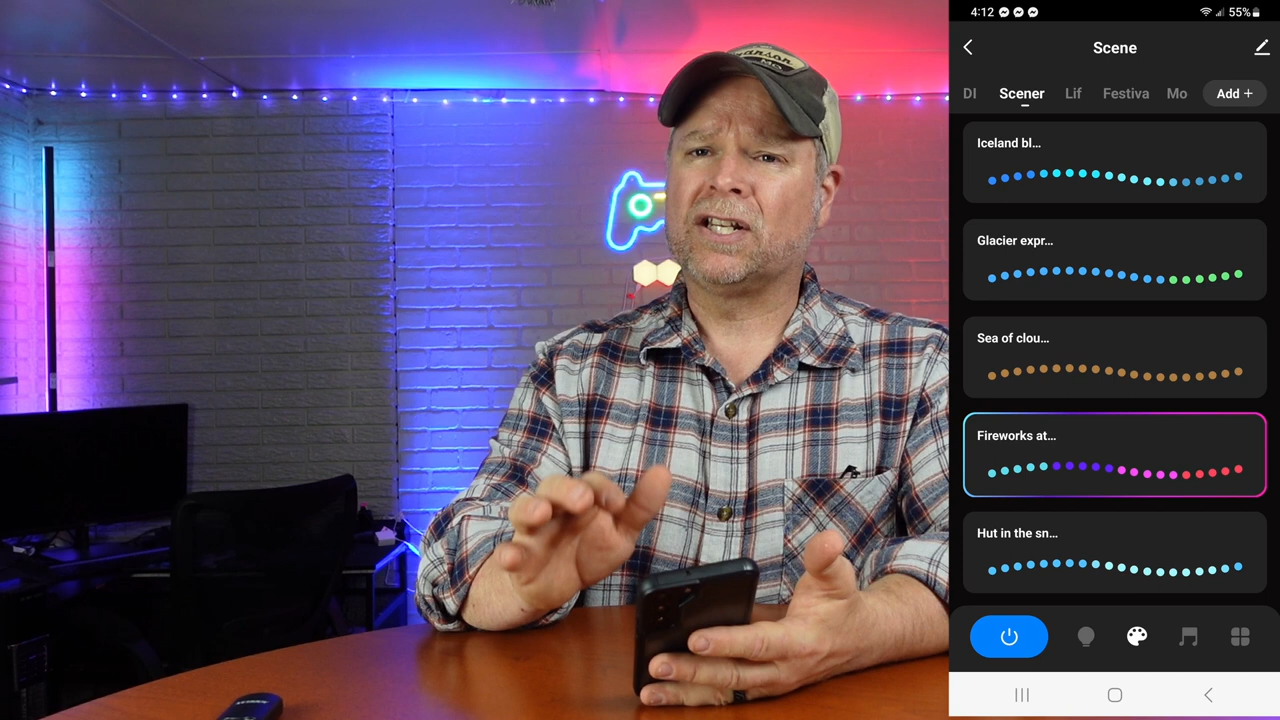 MO
4:12
55%
Scene
DI Scener Lif Festiva Mo Add +
Iceland bl...
Glacier expr...
Sea of clou...
Fireworks at...
Hut in the sn...